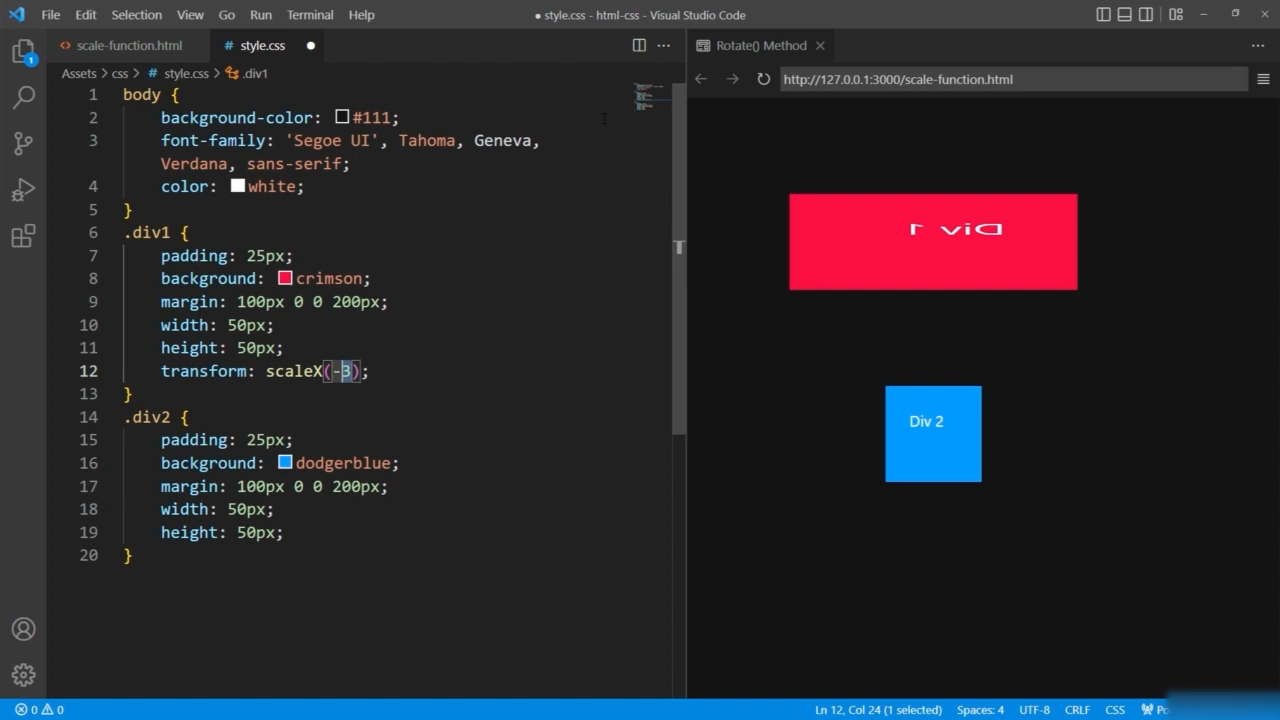 File Edit Selection View Go Run Terminal Help
● style.css - html-css - Visual Studio Code
1
scale-function.html
# style.css ●
Rotate() Method
Assets > css > # style.css > .div1
http://127.0.0.1:3000/scale-function.html
1 body {
2 background-color: #111;
3 font-family: 'Segoe UI', Tahoma, Geneva,
Verdana, sans-serif;
4 color: white;
5 }
6 .div1 {
7 padding: 25px;
8 background: crimson;
9 margin: 100px 0 0 200px;
10 width: 50px;
11 height: 50px;
12 transform: scaleX(-3);
13 }
14 .div2 {
15 padding: 25px;
16 background: dodgerblue;
17 margin: 100px 0 0 200px;
18 width: 50px;
19 height: 50px;
20 }
Div 1
Div 2
0 0
Ln 12, Col 24 (1 selected) Spaces: 4 UTF-8 CRLF CSS